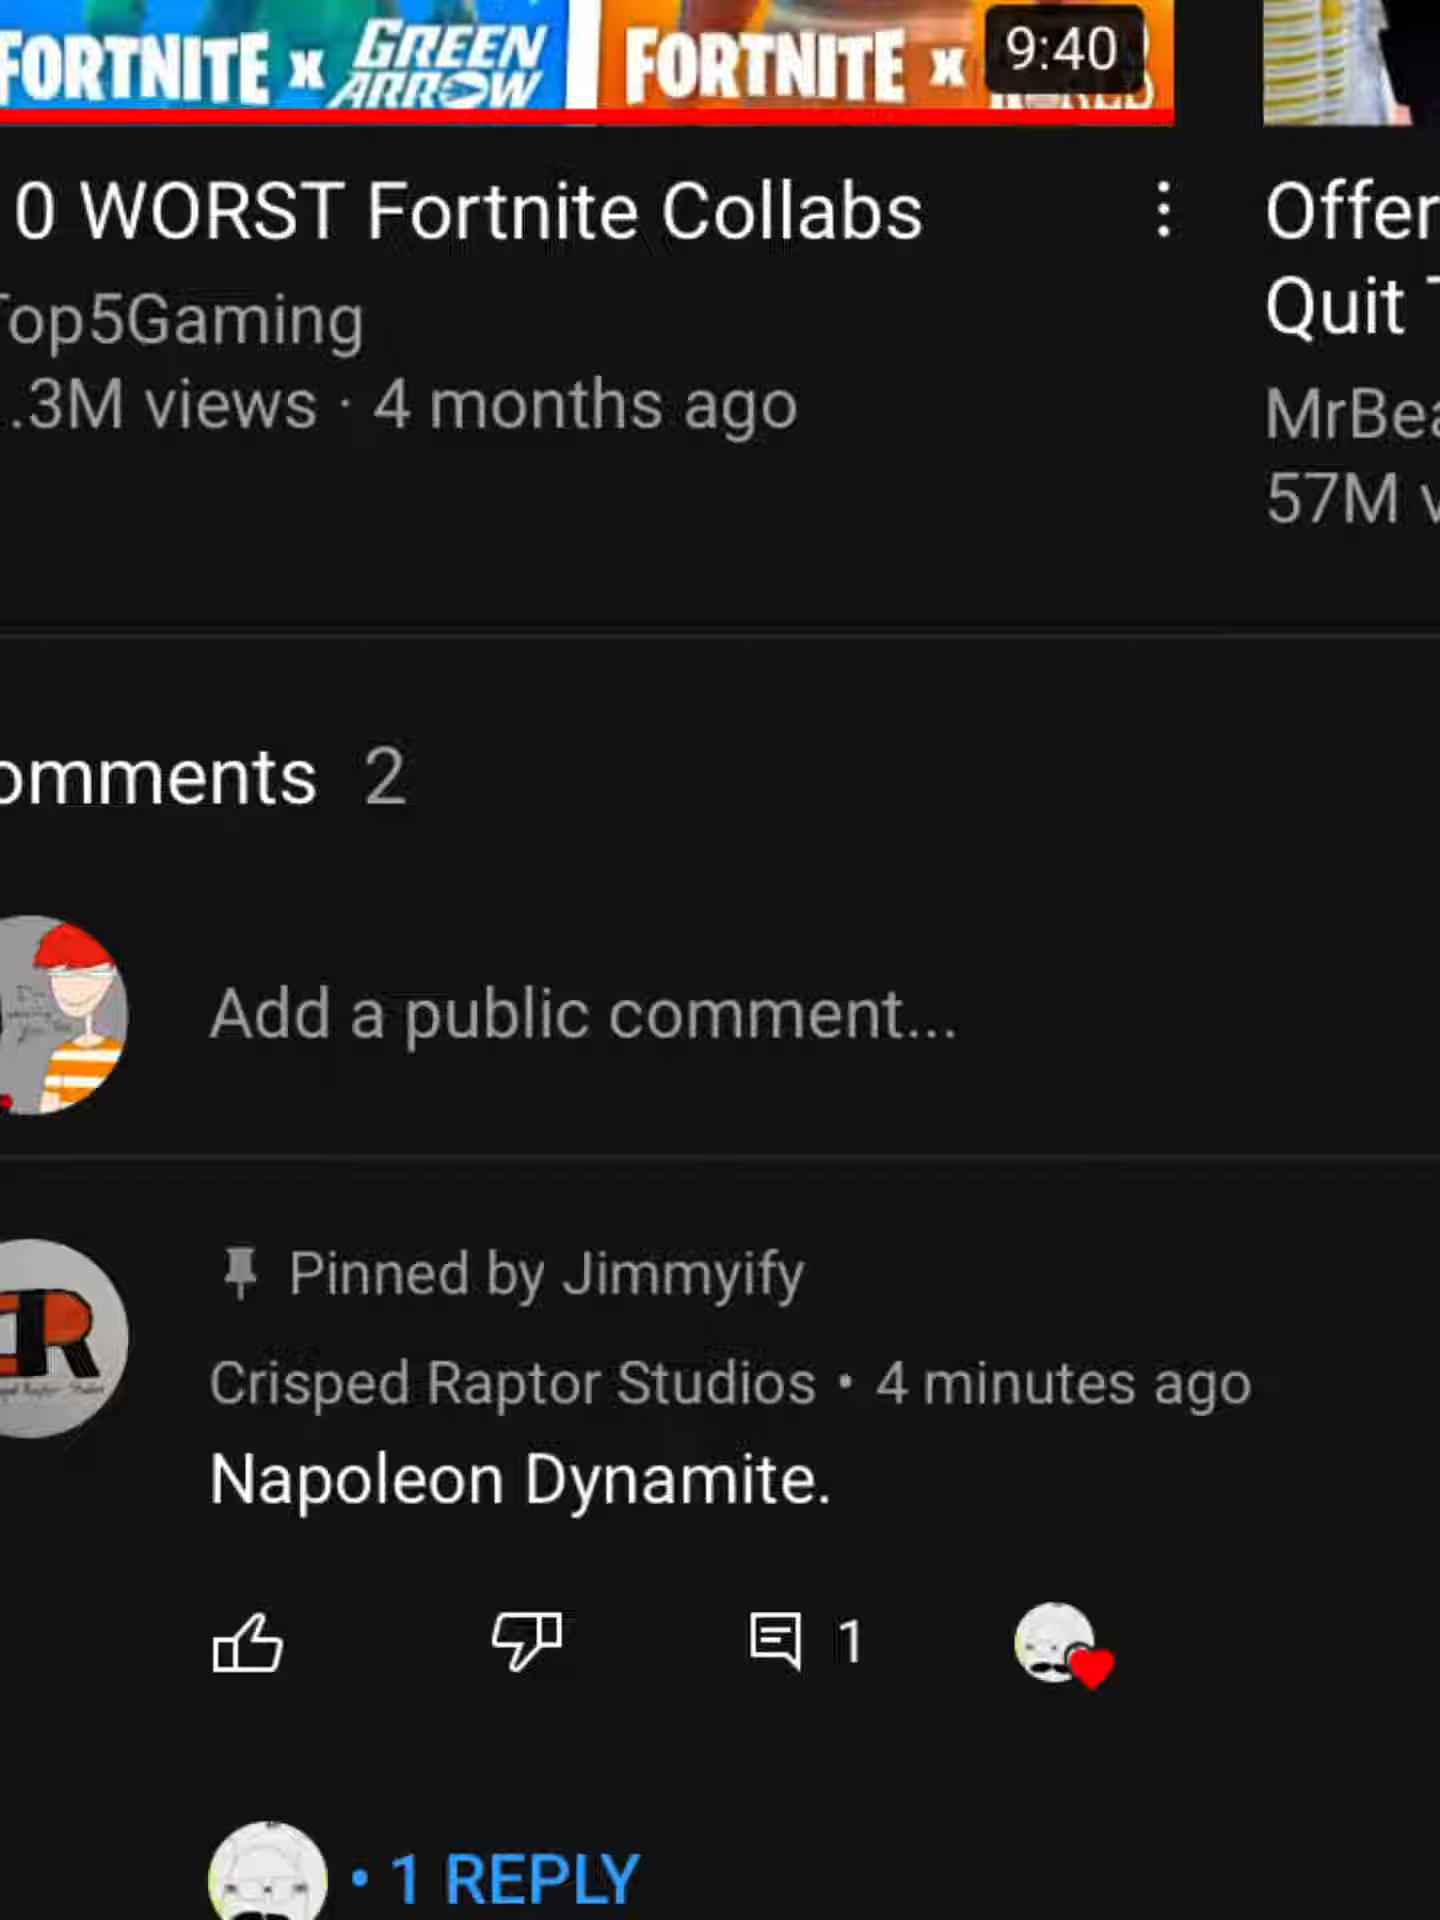 FORTNITE x GREEN ARROW
FORTNITE x
9:40
0 WORST Fortnite Collabs
Top5Gaming
.3M views · 4 months ago
Offer
Quit
MrBea
57M v
omments 2
Add a public comment...
Pinned by Jimmyify
Crisped Raptor Studios • 4 minutes ago
Napoleon Dynamite.
1
• 1 REPLY